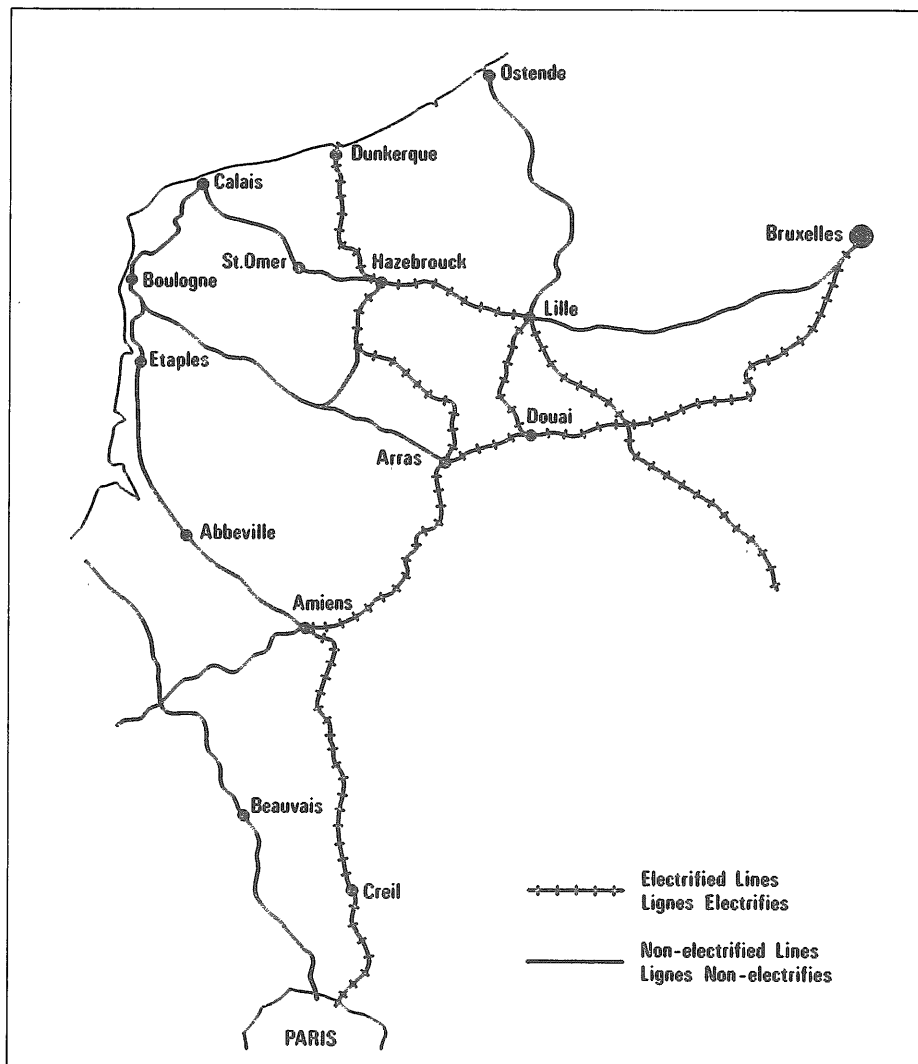 Ostende
Dunkerque
Calais
Bruxelles
St.Omer
Hazebrouck
Boulogne
Lille
Etaples
Douai
Arras
Abbeville
Amiens
Beauvais
Creil
Electrified Lines
Lignes Electrifies
Non-electrified Lines
Lignes Non-electrifies
PARIS